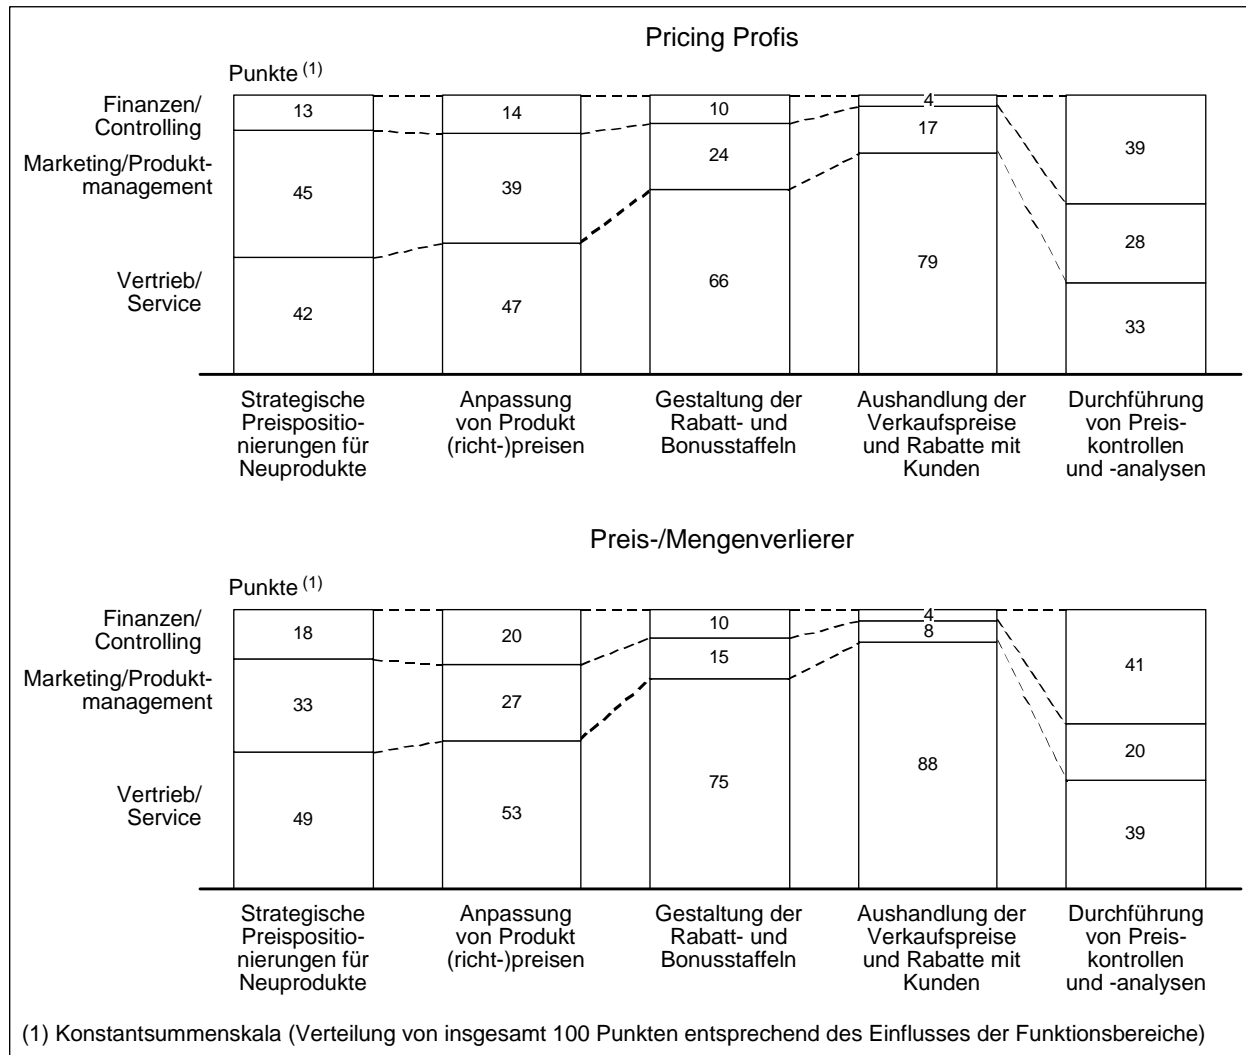 Pricing Profis
Punkte (1)
Finanzen/
Controlling
Marketing/Produkt-
management
Vertrieb/
Service
13
14
10
4
39
45
39
24
17
28
42
47
66
79
33
Strategische
Preispositio-
nierungen für
Neuprodukte
Anpassung
von Produkt
(richt-)preisen
Gestaltung der
Rabatt- und
Bonusstaffeln
Aushandlung der
Verkaufspreise
und Rabatte mit
Kunden
Durchführung
von Preis-
kontrollen
und -analysen
Preis-/Mengenverlierer
Punkte (1)
Finanzen/
Controlling
Marketing/Produkt-
management
Vertrieb/
Service
18
20
10
4
41
33
27
15
8
20
49
53
75
88
39
Strategische
Preispositio-
nierungen für
Neuprodukte
Anpassung
von Produkt
(richt-)preisen
Gestaltung der
Rabatt- und
Bonusstaffeln
Aushandlung der
Verkaufspreise
und Rabatte mit
Kunden
Durchführung
von Preis-
kontrollen
und -analysen
(1) Konstantsummenskala (Verteilung von insgesamt 100 Punkten entsprechend des Einflusses der Funktionsbereiche)